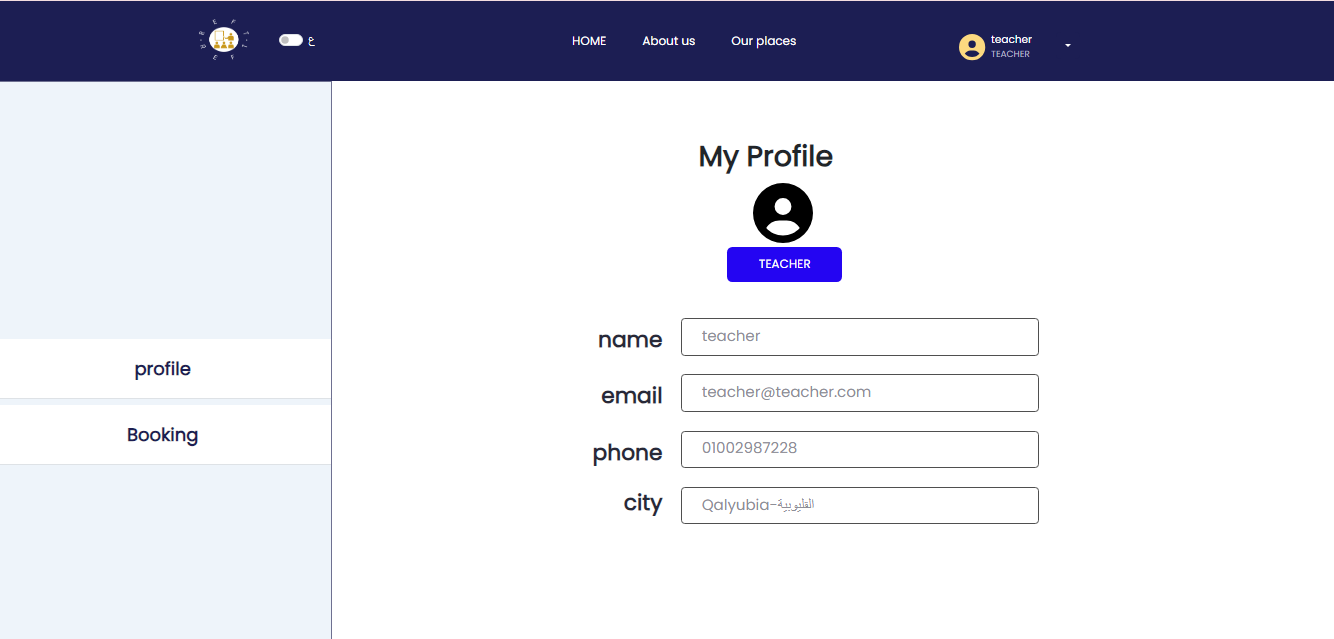 ع
HOME
About us
Our places
teacher
TEACHER
profile
Booking
My Profile
TEACHER
name
teacher
email
teacher@teacher.com
phone
01002987228
city
Qalyubia-القليوبية